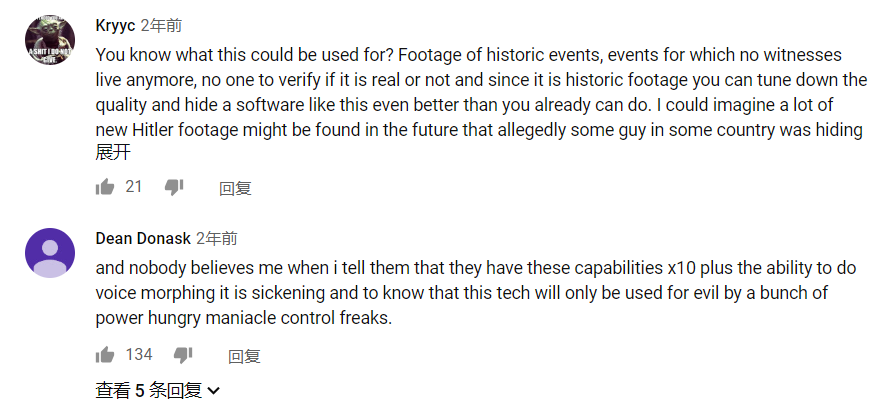 A SHIT I DO NOT
GIVE
Kryyc 2年前
You know what this could be used for? Footage of historic events, events for which no witnesses
live anymore, no one to verify if it is real or not and since it is historic footage you can tune down the
quality and hide a software like this even better than you already can do. I could imagine a lot of
new Hitler footage might be found in the future that allegedly some guy in some country was hiding
展开
21 回复
Dean Donask 2年前
and nobody believes me when i tell them that they have these capabilities x10 plus the ability to do
voice morphing it is sickening and to know that this tech will only be used for evil by a bunch of
power hungry maniacle control freaks.
134 回复
查看 5 条回复